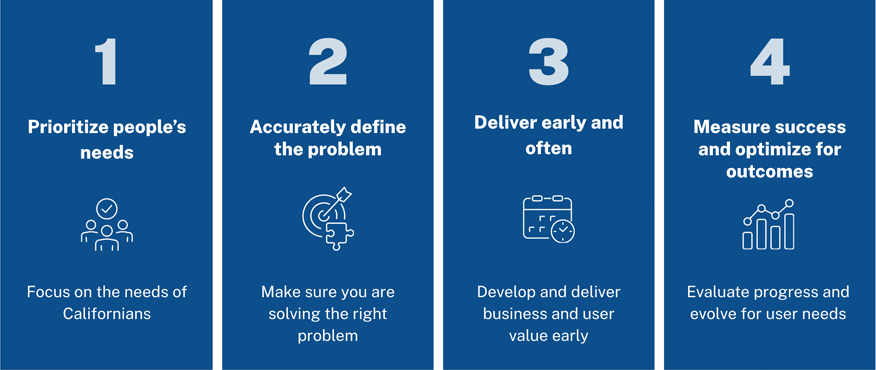 1
Prioritize people’s
needs
Focus on the needs of
Californians
2
Accurately define
the problem
Make sure you are
solving the right
problem
3
Deliver early and
often
Develop and deliver
business and user
value early
4
Measure success
and optimize for
outcomes
Evaluate progress and
evolve for user needs